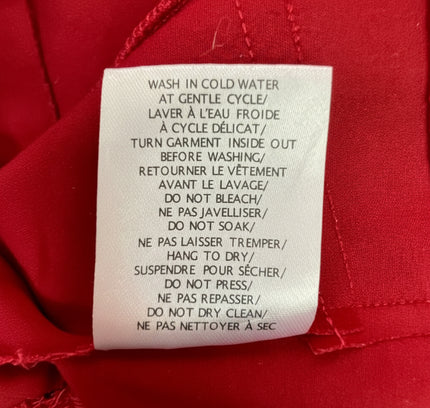 WASH IN COLD WATER
AT GENTLE CYCLE/
LAVER À L'EAU FROIDE
À CYCLE DÉLICAT/
TURN GARMENT INSIDE OUT
BEFORE WASHING/
RETOURNER LE VÊTEMENT
AVANT LE LAVAGE/
DO NOT BLEACH/
NE PAS JAVELLISER/
DO NOT SOAK/
NE PAS LAISSER TREMPER/
HANG TO DRY/
SUSPENDRE POUR SÉCHER/
DO NOT PRESS/
NE PAS REPASSER/
DO NOT DRY CLEAN/
NE PAS NETTOYER À SEC